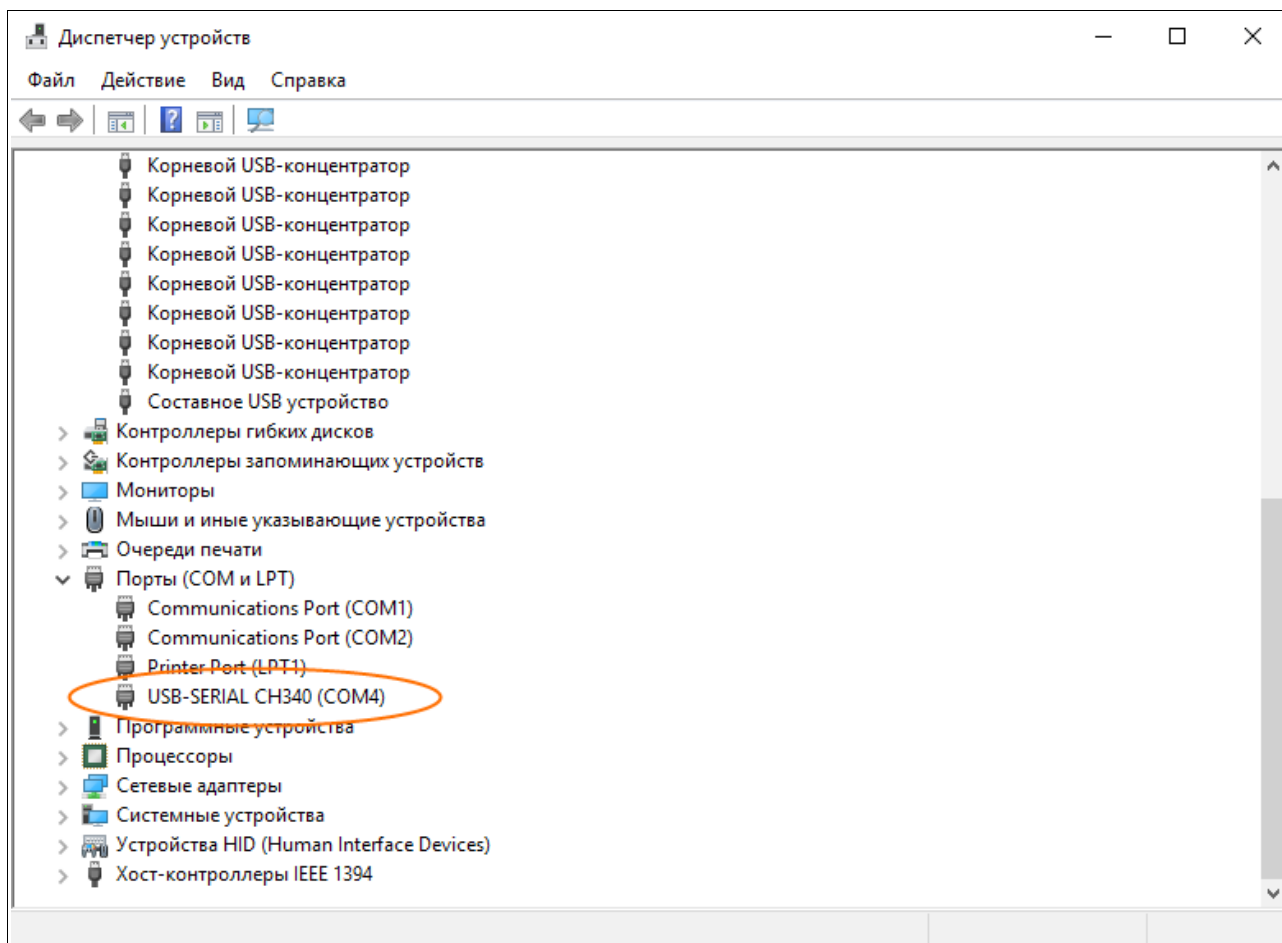 Диспетчер устройств
Файл Действие Вид Справка
Корневой USB-концентратор
Корневой USB-концентратор
Корневой USB-концентратор
Корневой USB-концентратор
Корневой USB-концентратор
Корневой USB-концентратор
Корневой USB-концентратор
Корневой USB-концентратор
Составное USB устройство
Контроллеры гибких дисков
Контроллеры запоминающих устройств
Мониторы
Мыши и иные указывающие устройства
Очереди печати
Порты (COM и LPT)
Communications Port (COM1)
Communications Port (COM2)
Printer Port (LPT1)
USB-SERIAL CH340 (COM4)
Программные устройства
Процессоры
Сетевые адаптеры
Системные устройства
Устройства HID (Human Interface Devices)
Хост-контроллеры IEEE 1394